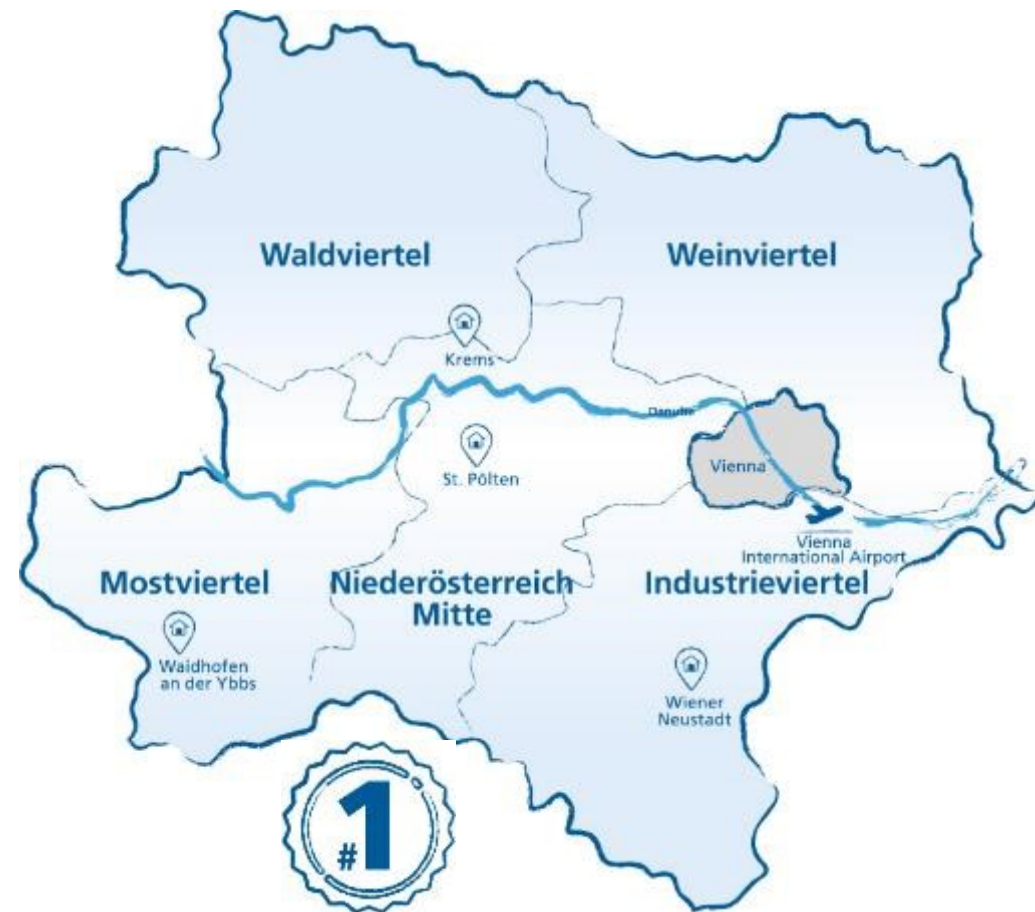 Waldviertel
Weinviertel
Krems
Danube
Vienna
St. Pölten
Vienna
International Airport
Mostviertel
Niederösterreich
Mitte
Industrieviertel
Waidhofen
an der Ybbs
Wiener
Neustadt
#1